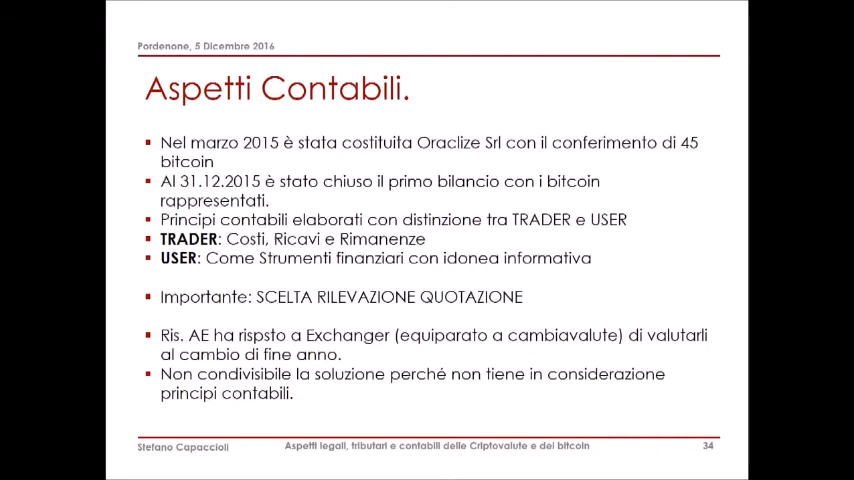 Pordenone, 5 Dicembre 2016
Aspetti Contabili.
Nel marzo 2015 è stata costituita Oraclize Srl con il conferimento di 45
bitcoin
Al 31.12.2015 è stato chiuso il primo bilancio con i bitcoin
rappresentati.
Principi contabili elaborati con distinzione tra TRADER e USER
TRADER: Costi, Ricavi e Rimanenze
USER: Come Strumenti finanziari con idonea informativa
Importante: SCELTA RILEVAZIONE QUOTAZIONE
Ris. AE ha rispsto a Exchanger (equiparato a cambiavalute) di valutarli
al cambio di fine anno.
Non condivisibile la soluzione perché non tiene in considerazione
principi contabili.
Stefano Capaccioli
Aspetti legali, tributari e contabili delle Criptovalute e dei bitcoin
34